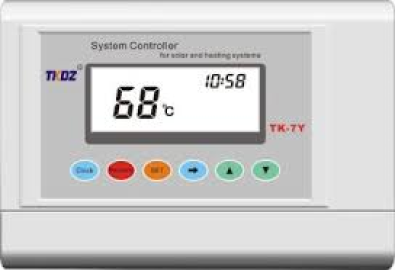 System Controller
for solar and heating systems
TKDZ®
10:58
68 °C
TK-7Y
Clock
SET